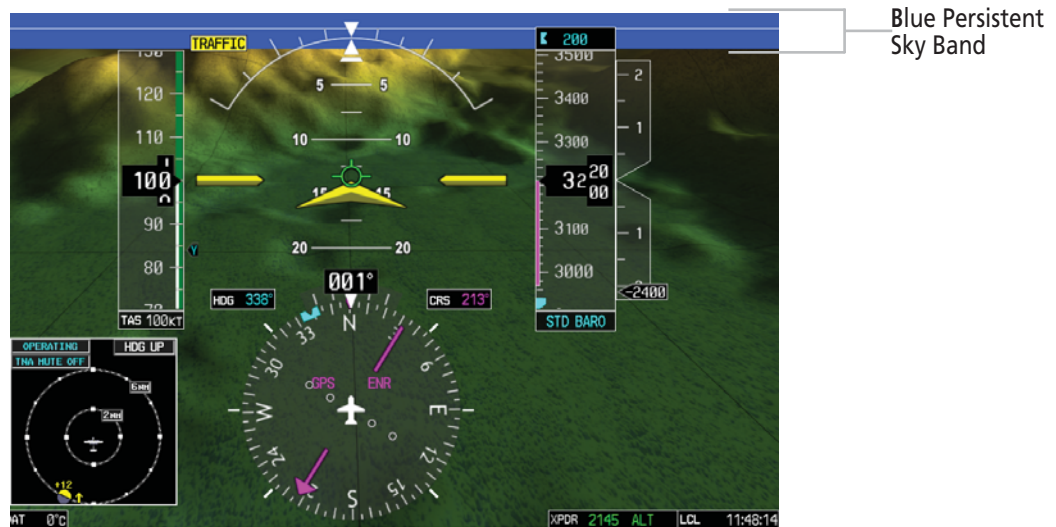 Blue Persistent
Sky Band
TRAFFIC
200
120
110
100
90
80
TAS 100KT
3500
3400
3300
3220
00
3100
3000
STD BARO
2
1
1
-2400
5 5
10 10
15 15
20 20
Y
001°
HDG 338°
CRS 213°
N
33
30
W
24
S
15
12
E
6
GPS ENR
OPERATING
HDG UP
TNA MUTE OFF
6NM
2NM
+12
OAT 0°C
XPDR 2145 ALT
LCL 11:48:14